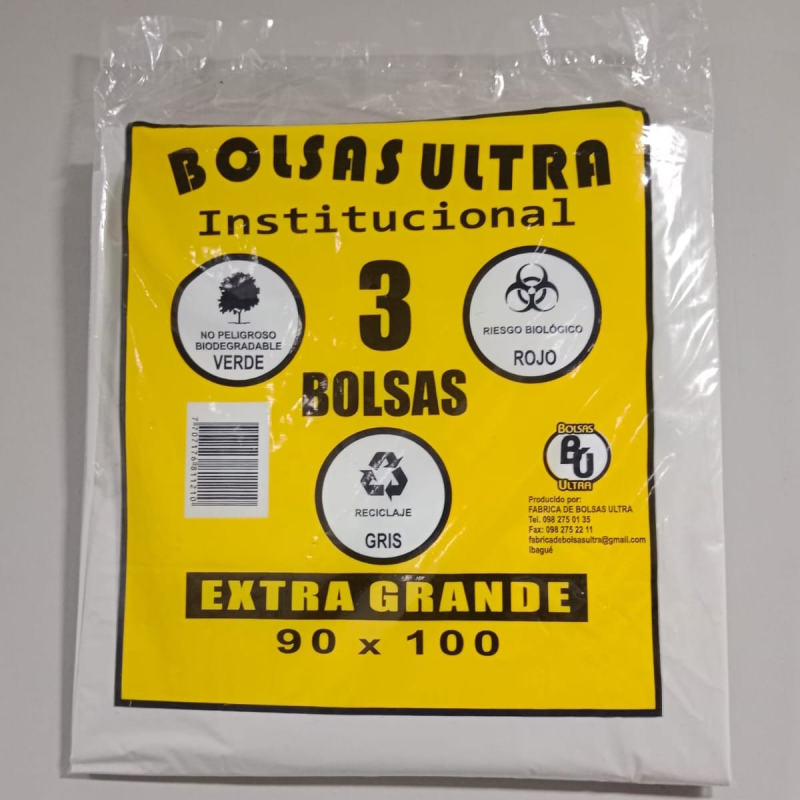 BOLSAS ULTRA
Institucional
NO PELIGROSO
BIODEGRADABLE
VERDE
3
BOLSAS
RIESGO BIOLÓGICO
ROJO
RECICLAJE
GRIS
BOLSAS
BU
ULTRA
Producido por:
FABRICA DE BOLSAS ULTRA
Tel. 098 275 01 35
Fax: 098 275 22 11
fabricadebolsasultra@gmail.com
Ibagué
EXTRA GRANDE
90 x 100